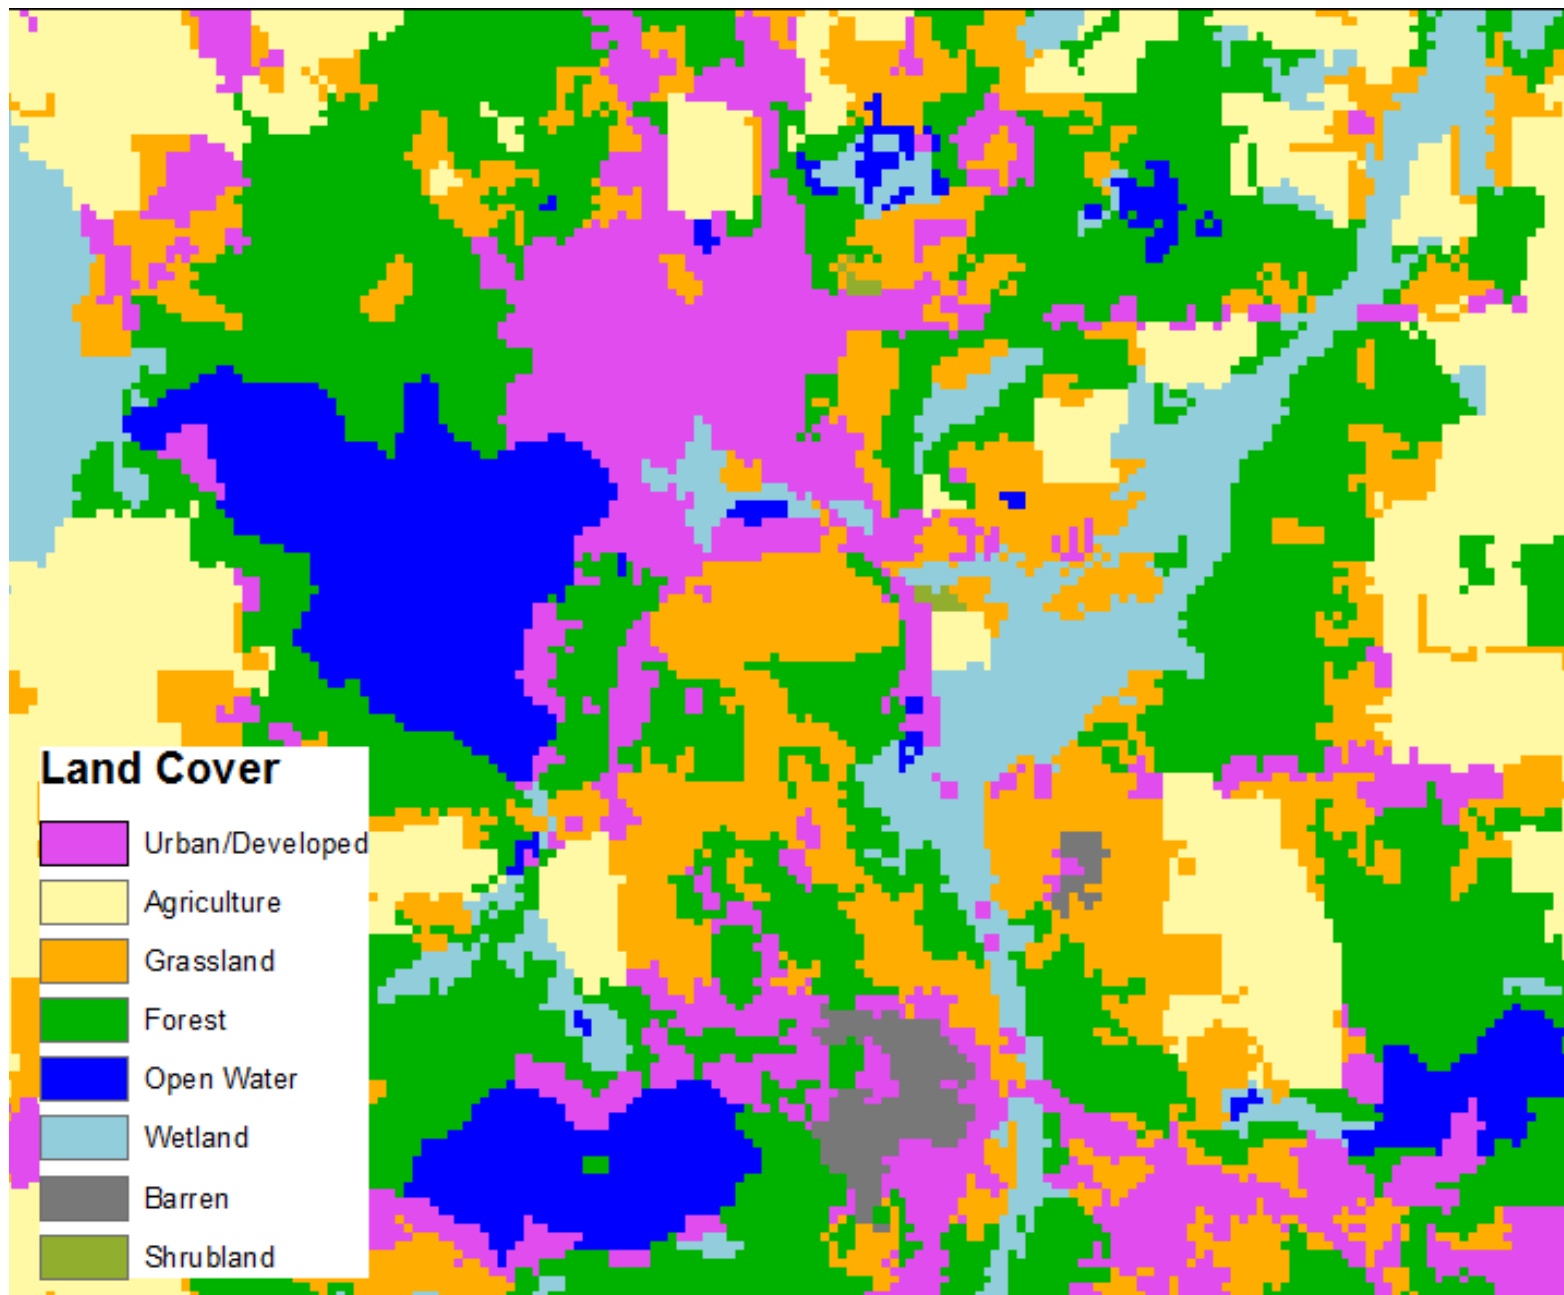 Land Cover
Urban/Developed
Agriculture
Grassland
Forest
Open Water
Wetland
Barren
Shrubland